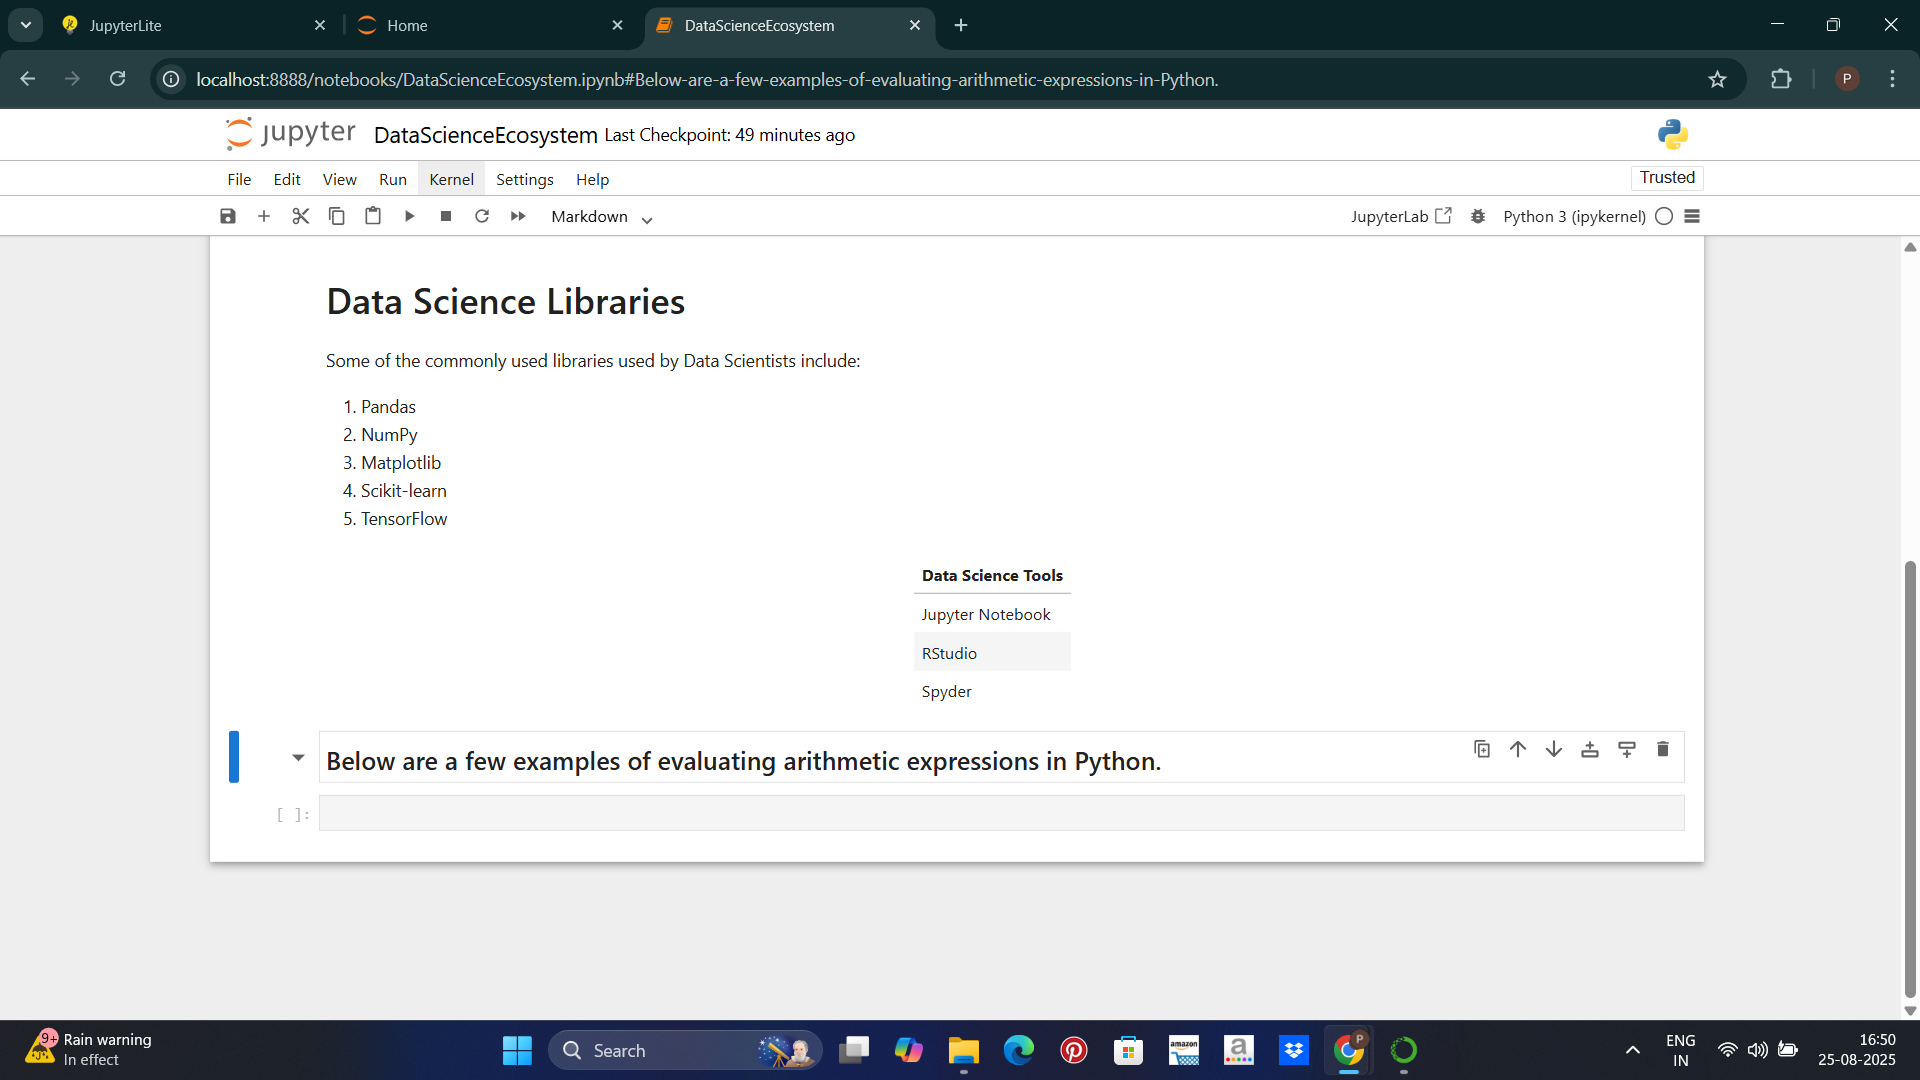 JupyterLite
Home
DataScienceEcosystem
localhost:8888/notebooks/DataScienceEcosystem.ipynb#Below-are-a-few-examples-of-evaluating-arithmetic-expressions-in-Python.
P
jupyter DataScienceEcosystem Last Checkpoint: 49 minutes ago
File Edit View Run Kernel Settings Help
Trusted
Markdown
JupyterLab
Python 3 (ipykernel)
Data Science Libraries
Some of the commonly used libraries used by Data Scientists include:
1. Pandas
2. NumPy
3. Matplotlib
4. Scikit-learn
5. TensorFlow
Data Science Tools
Jupyter Notebook
RStudio
Spyder
Below are a few examples of evaluating arithmetic expressions in Python.
[ ]:
9+
Rain warning
In effect
Search
amazon
a
P
ENG
IN
16:50
25-08-2025